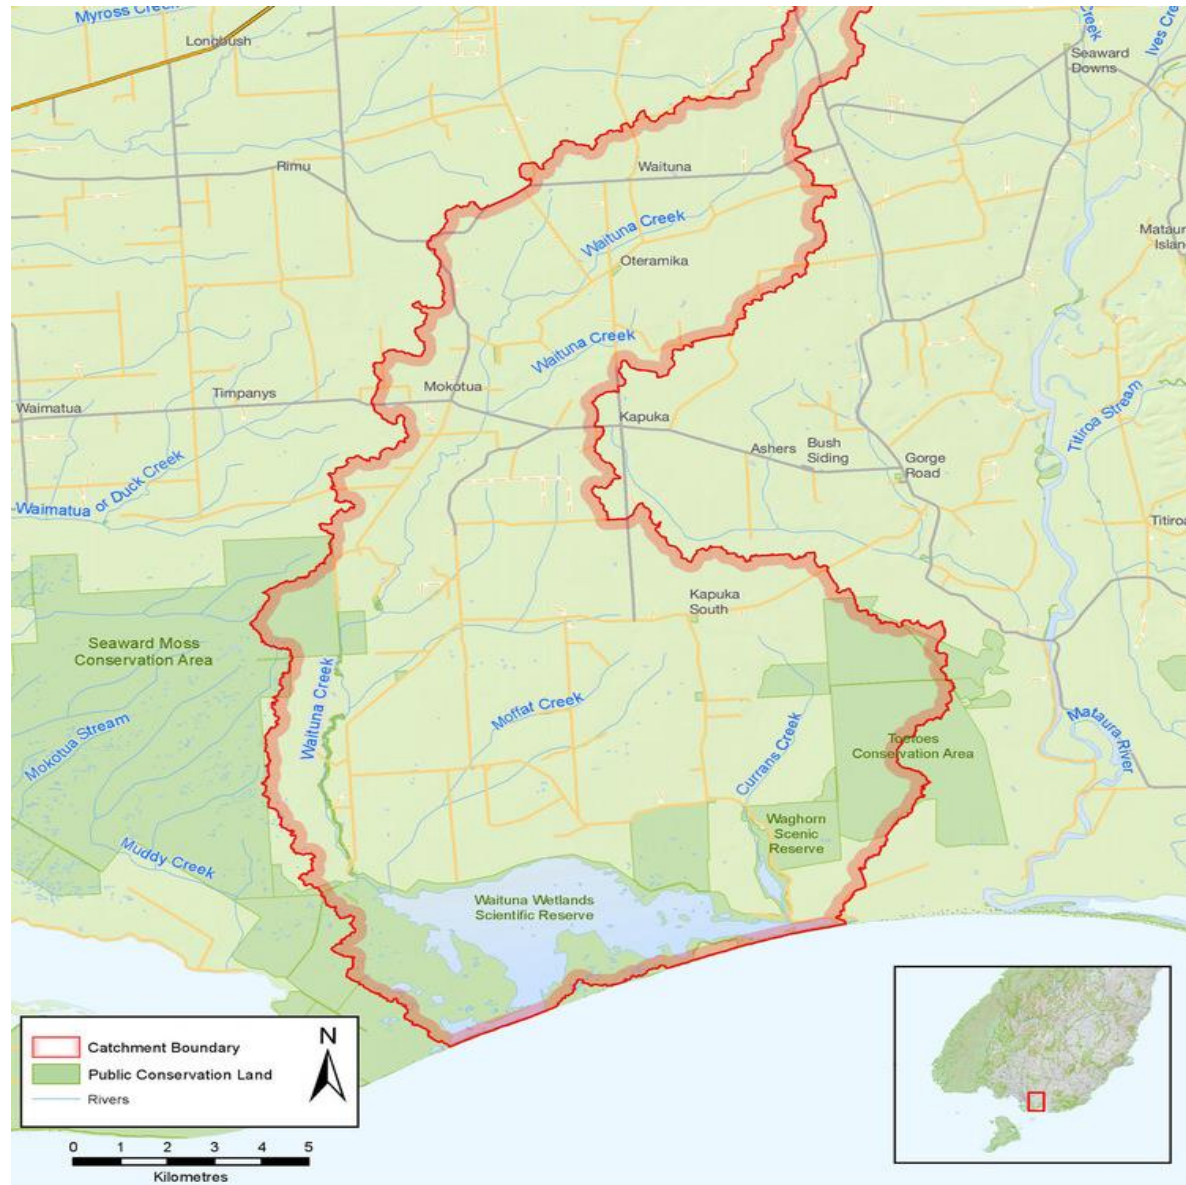 Myross Creek
Longbush
Creek
Ives Cre
Seaward
Downs
Rimu
Waituna
Waituna Creek
Oteramika
Mataur
Islan
Waituna Creek
Mokotua
Timpanys
Waimatua
Kapuka
Titiroa Stream
Ashers
Bush
Siding
Gorge
Road
Waimatua or Duck Creek
Titiroa
Kapuka
South
Seaward Moss
Conservation Area
Waituna Creek
Moffat Creek
Mokotua Stream
Currans Creek
Toetoes
Conservation Area
Mataura River
Waghorn
Scenic
Reserve
Muddy Creek
Waituna Wetlands
Scientific Reserve
N
Catchment Boundary
Public Conservation Land
Rivers
0 1 2 3 4 5
Kilometres